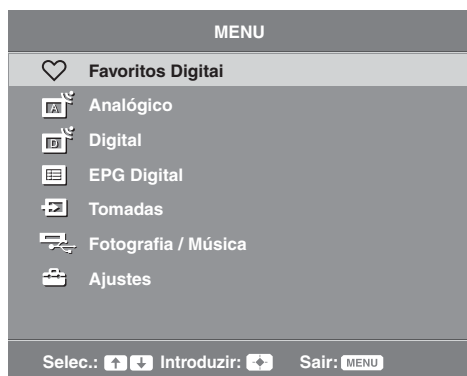 MENU
Favoritos Digitai
A Analógico
D Digital
EPG Digital
Tomadas
Fotografia / Música
Ajustes
Selec.: Introduzir: Sair: MENU